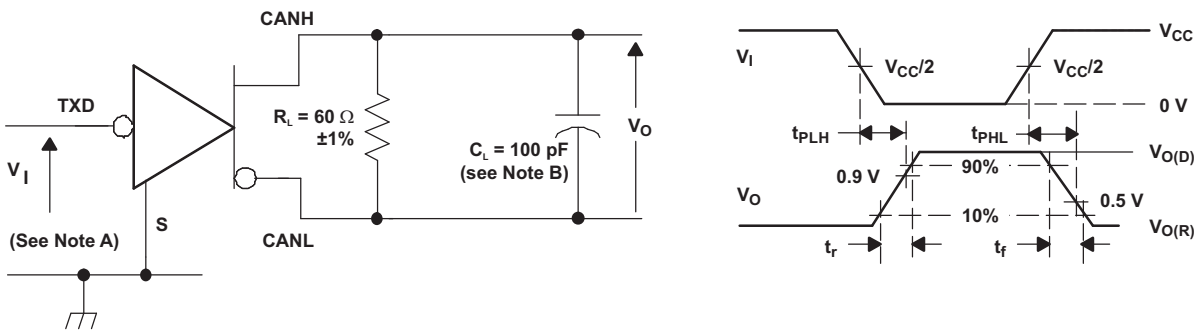 CANH
TXD
V_I
(See Note A)
S
R_L = 60 Ω
±1%
C_L = 100 pF
(see Note B)
V_O
CANL
V_I
V_CC/2
V_CC/2
V_CC
0 V
t_PLH
t_PHL
V_O(D)
90%
0.9 V
V_O
0.5 V
10%
V_O(R)
t_r
t_f